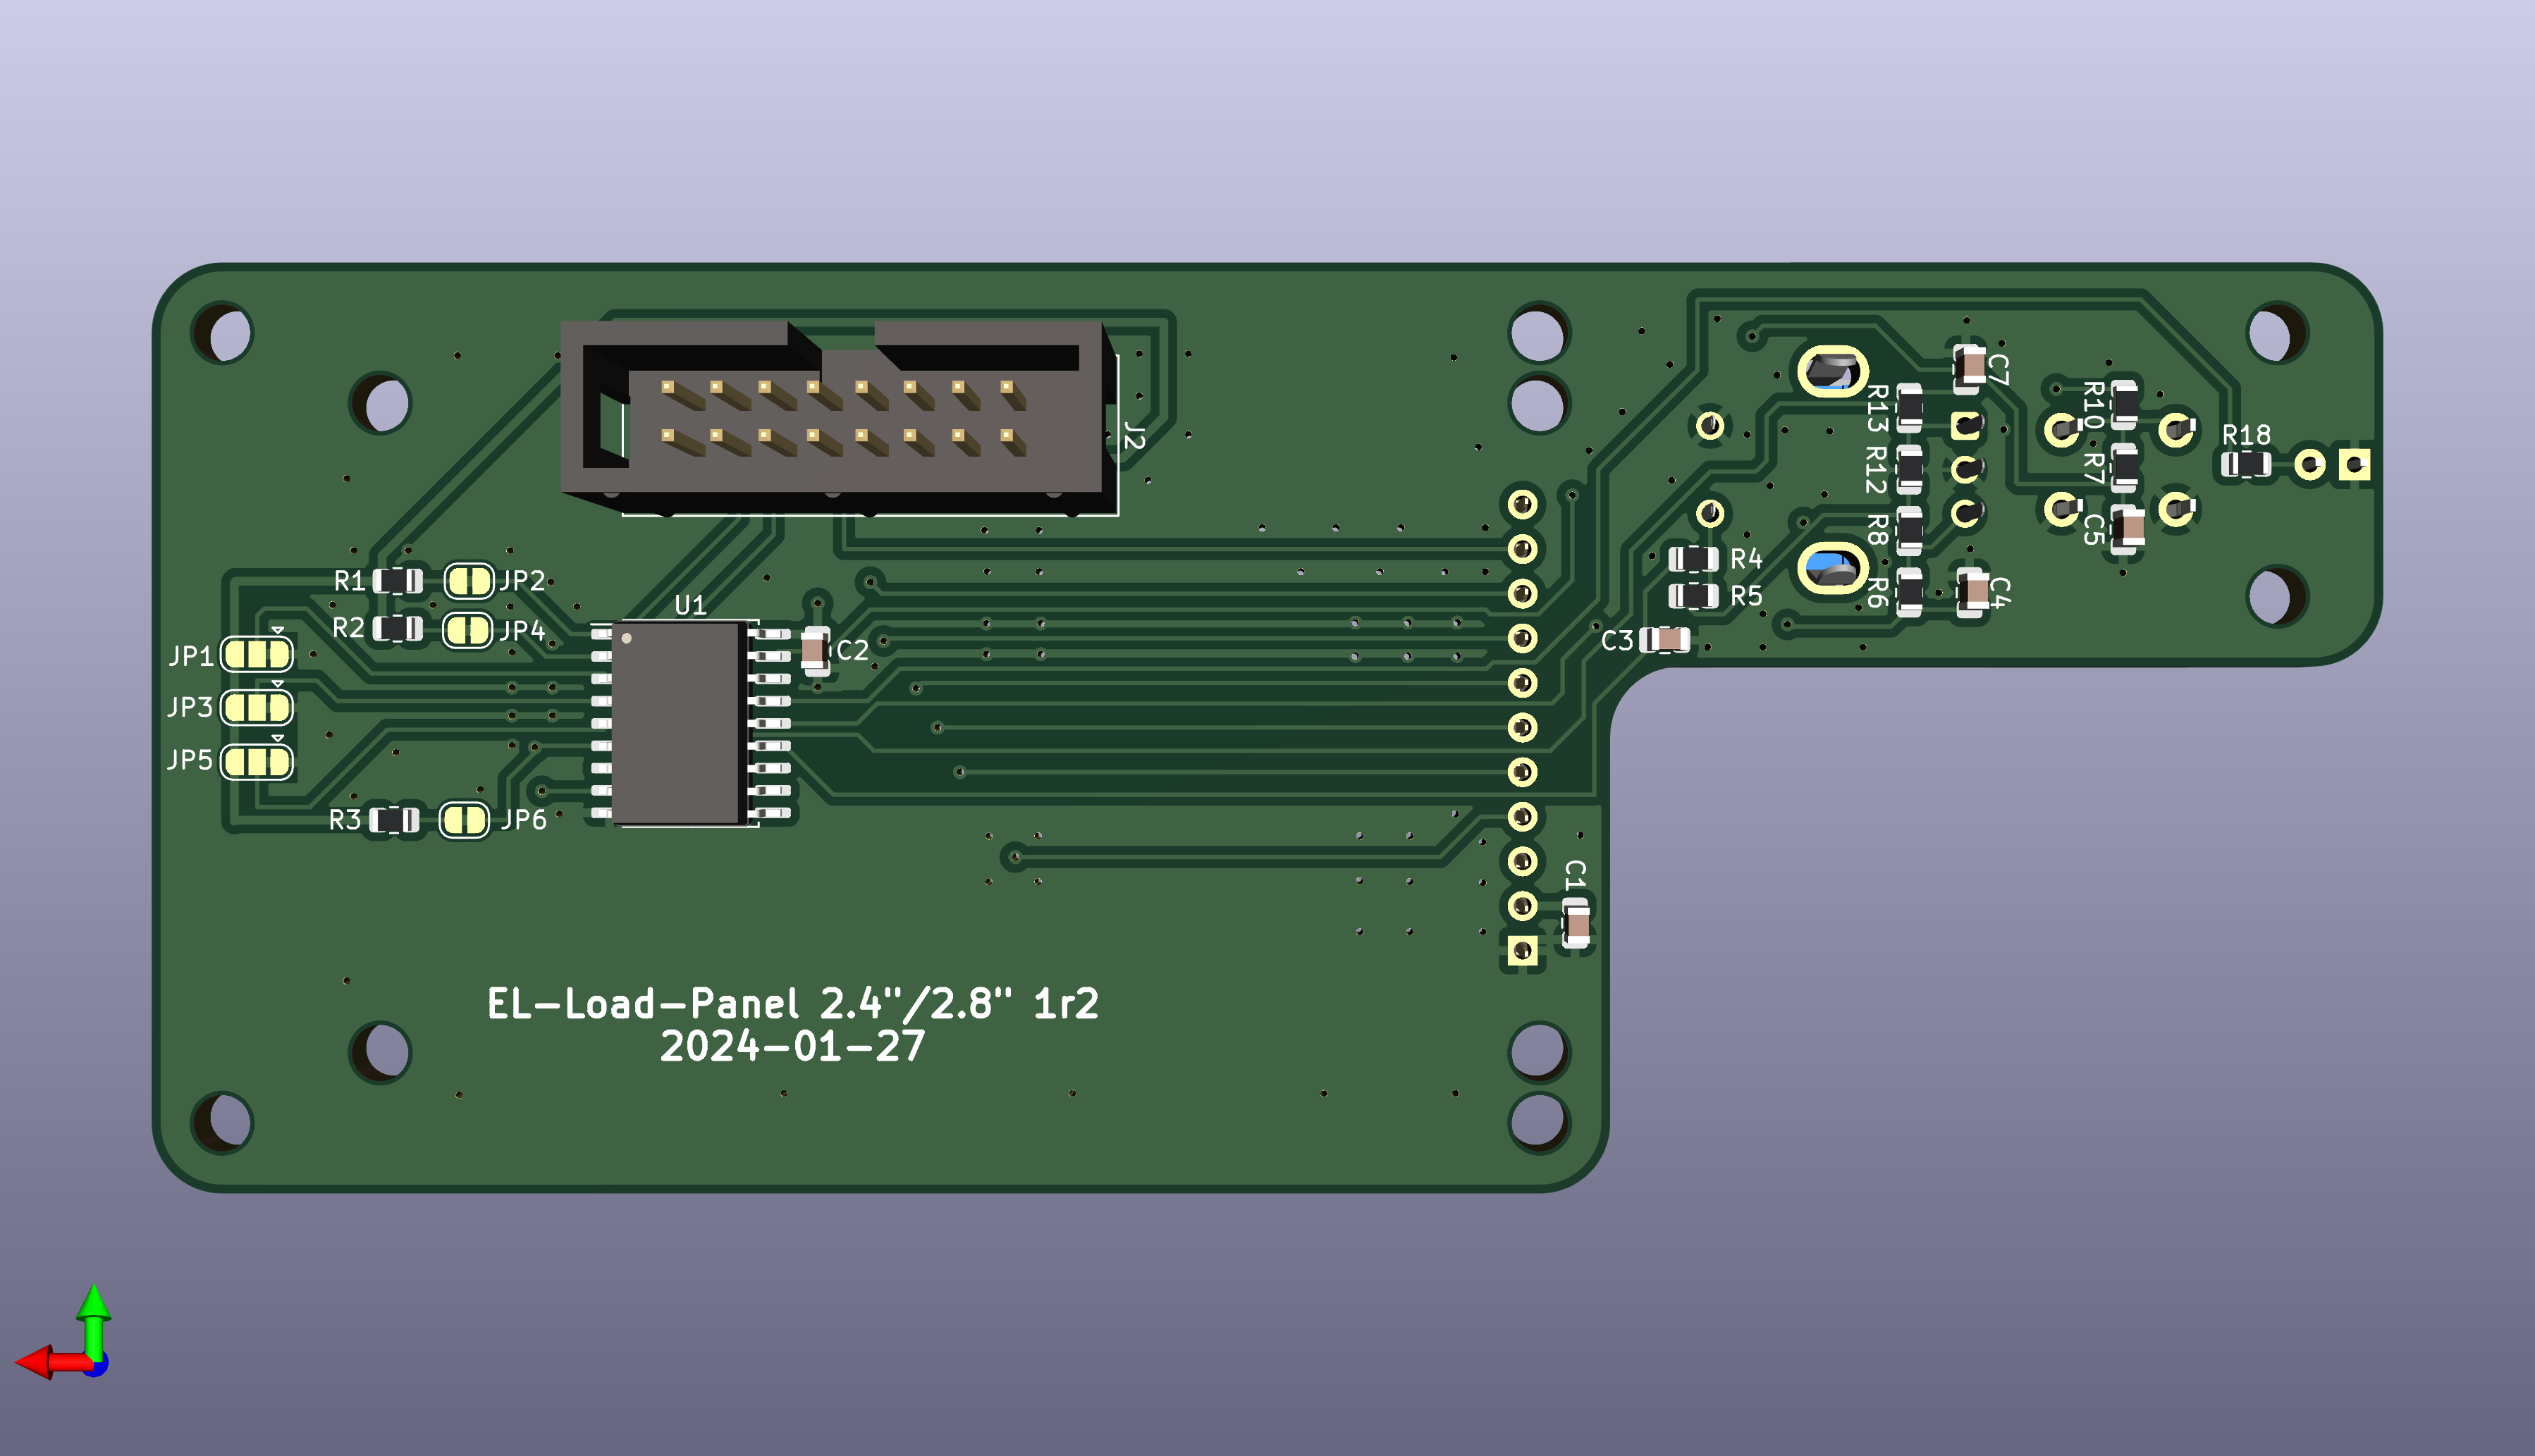 J2
C7
R13
R10
R18
R12
R7
R8
C5
R4
R5
R6
C4
C3
R1
JP2
R2
JP4
U1
C2
JP1
JP3
JP5
R3
JP6
C1
EL-Load-Panel 2.4"/2.8" 1r2
2024-01-27